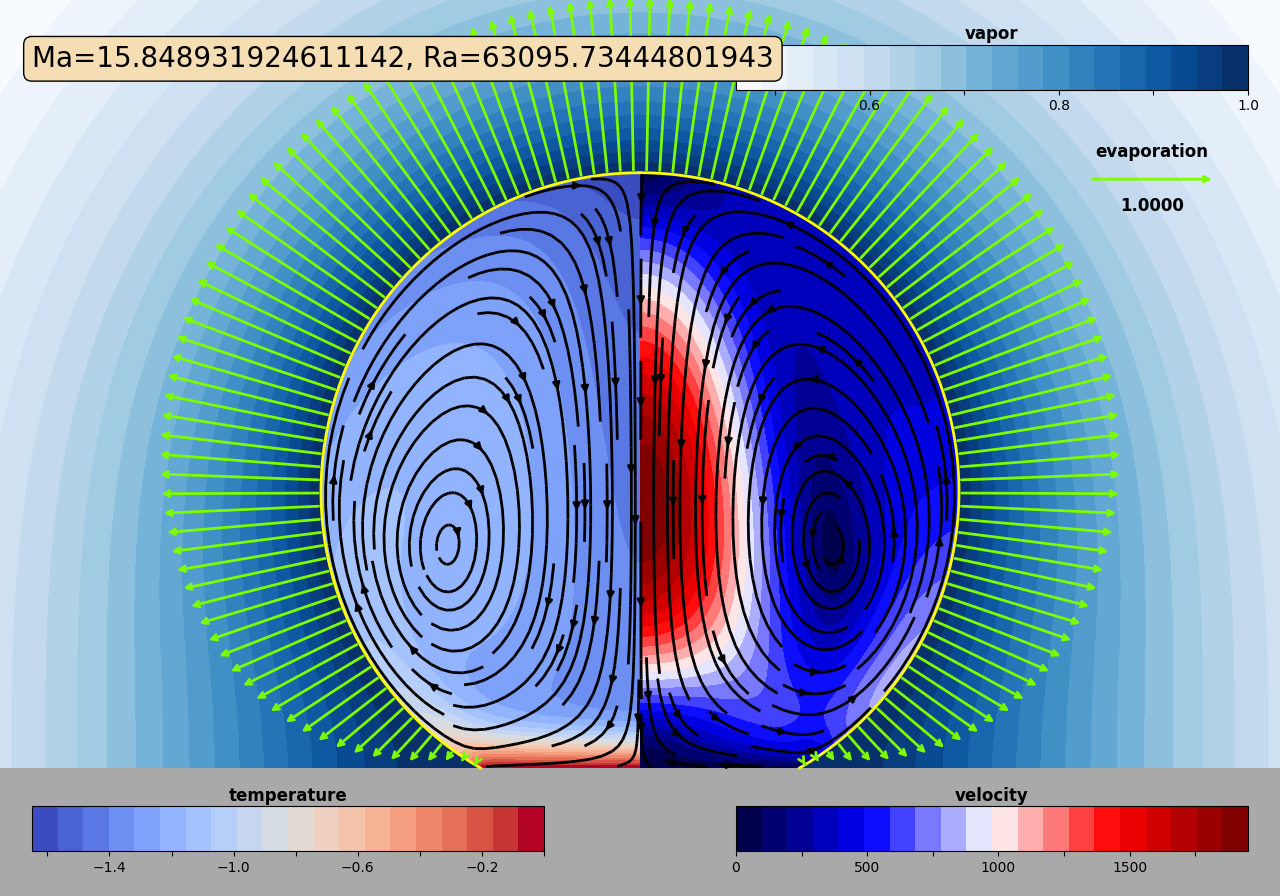 Ma=15.848931924611142, Ra=63095.73444801943
vapor
0.6 0.8 1.0
evaporation
1.0000
temperature
−1.4 −1.0 −0.6 −0.2
velocity
0 500 1000 1500